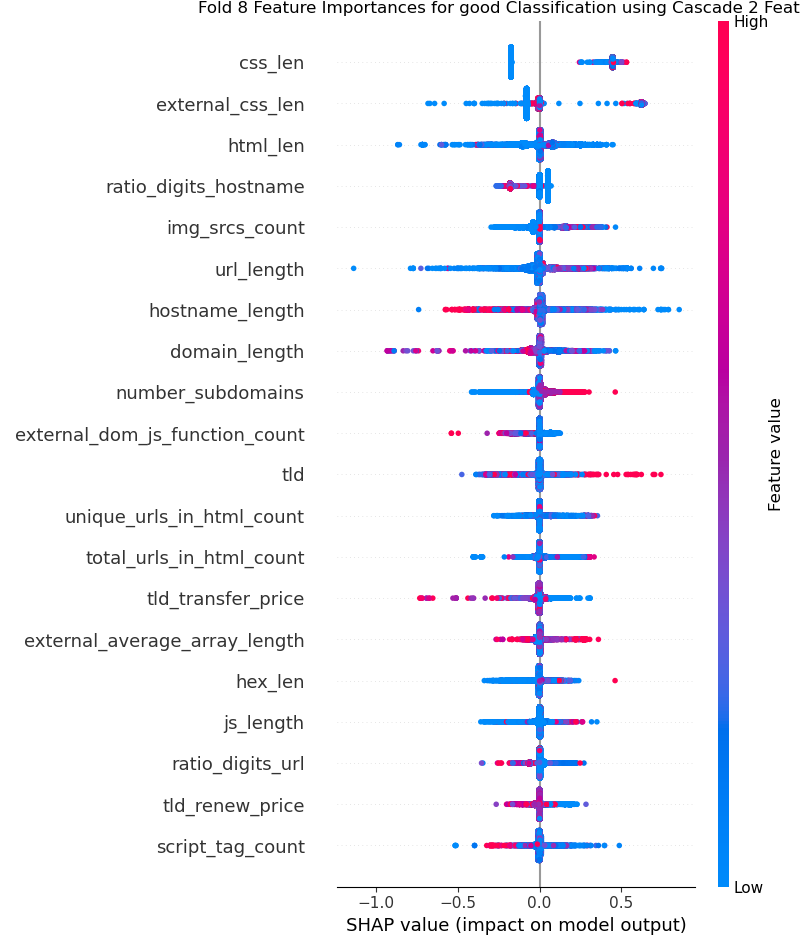 Fold 8 Feature Importances for good Classification using Cascade 2 Feat
High
css_len
external_css_len
html_len
ratio_digits_hostname
img_srcs_count
url_length
hostname_length
domain_length
number_subdomains
external_dom_js_function_count
tld
unique_urls_in_html_count
total_urls_in_html_count
tld_transfer_price
external_average_array_length
hex_len
js_length
ratio_digits_url
tld_renew_price
script_tag_count
Feature value
Low
−1.0 −0.5 0.0 0.5
SHAP value (impact on model output)